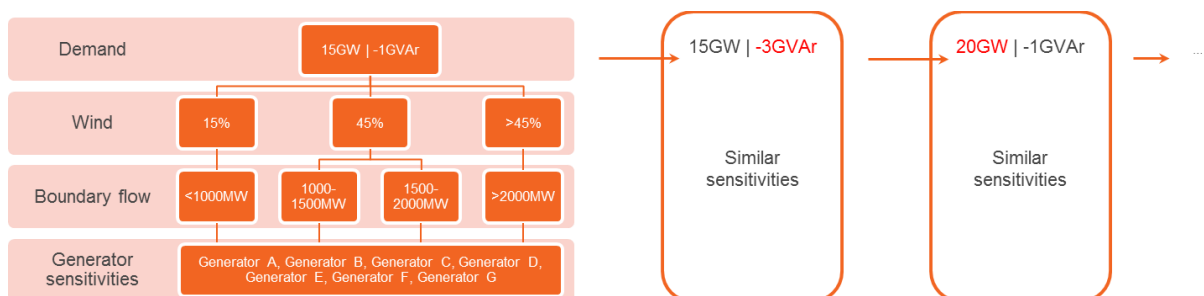 Demand
15GW | -1GVAr
Wind
15%
45%
>45%
Boundary flow
<1000MW
1000-
1500MW
1500-
2000MW
>2000MW
Generator
sensitivities
Generator A, Generator B, Generator C, Generator D,
Generator E, Generator F, Generator G
15GW | -3GVAr
Similar
sensitivities
20GW | -1GVAr
Similar
sensitivities
...